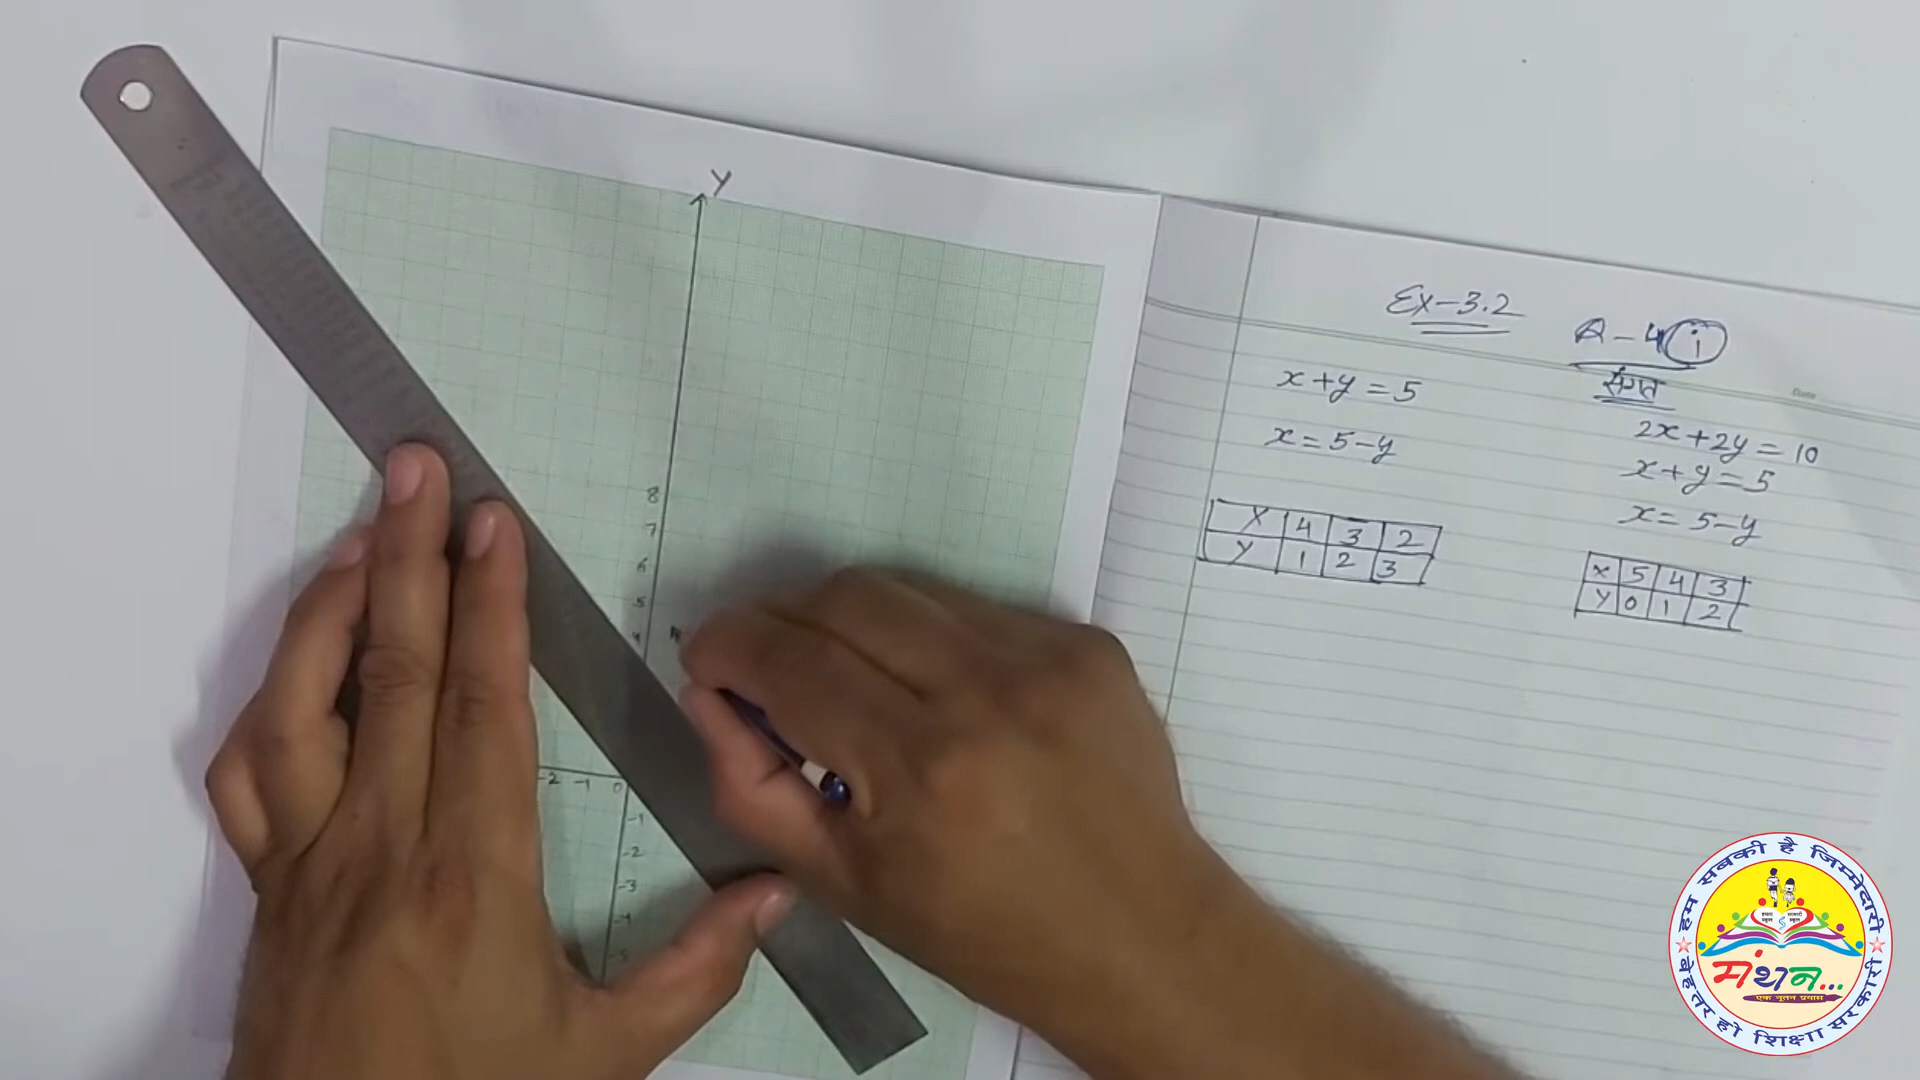 Y
8
7
6
5
4
-2 -1 0
-1
-2
-3
-4
-5
Ex-3.2
Q-4 i
x+y=5
x=5-y
X 4 3 2
Y 1 2 3
संगत
2x+2y=10
x+y=5
x=5-y
X 5 4 3
Y 0 1 2
Date
हम सबकी है जिम्मेदारी
मंथन...
एक नूतन प्रयास
बेहतर हो शिक्षा सरकारी